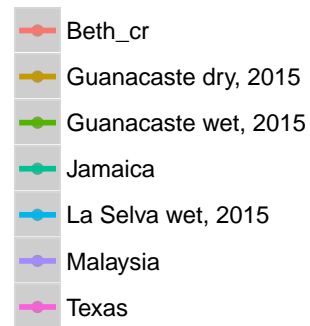 Beth_cr
Guanacaste dry, 2015
Guanacaste wet, 2015
Jamaica
La Selva wet, 2015
Malaysia
Texas